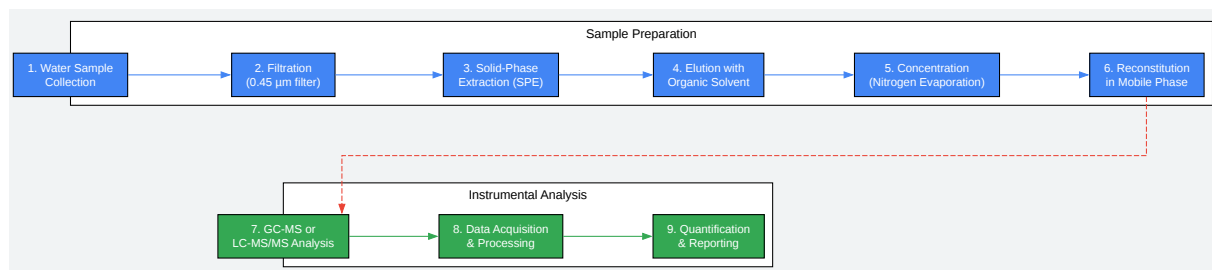 Sample Preparation
1. Water Sample
Collection
2. Filtration
(0.45 µm filter)
3. Solid-Phase
Extraction (SPE)
4. Elution with
Organic Solvent
5. Concentration
(Nitrogen Evaporation)
6. Reconstitution
in Mobile Phase
Instrumental Analysis
7. GC-MS or
LC-MS/MS Analysis
8. Data Acquisition
& Processing
9. Quantification
& Reporting